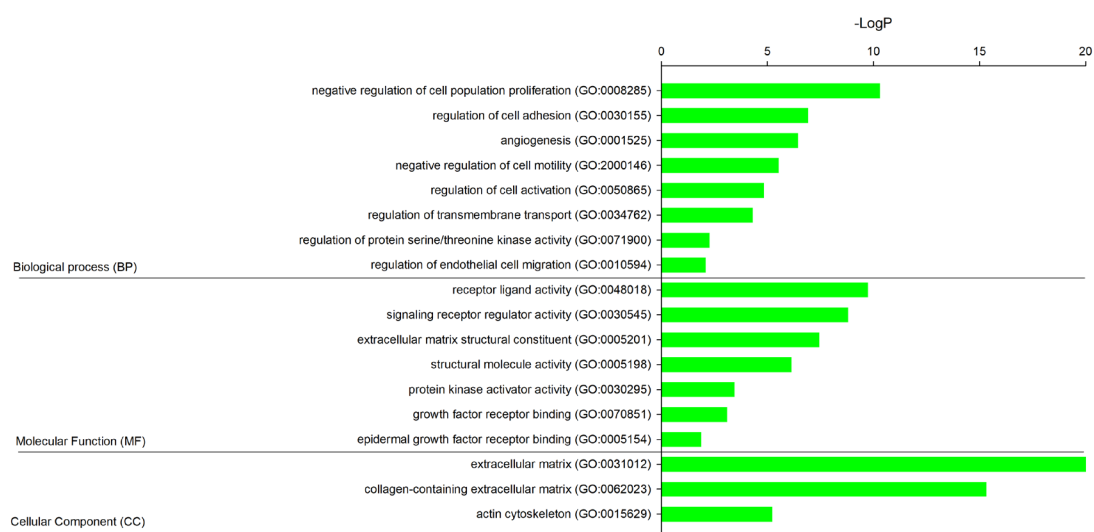 -LogP
0 5 10 15 20
negative regulation of cell population proliferation (GO:0008285)
regulation of cell adhesion (GO:0030155)
angiogenesis (GO:0001525)
negative regulation of cell motility (GO:2000146)
regulation of cell activation (GO:0050865)
regulation of transmembrane transport (GO:0034762)
regulation of protein serine/threonine kinase activity (GO:0071900)
regulation of endothelial cell migration (GO:0010594)
Biological process (BP)
receptor ligand activity (GO:0048018)
signaling receptor regulator activity (GO:0030545)
extracellular matrix structural constituent (GO:0005201)
structural molecule activity (GO:0005198)
protein kinase activator activity (GO:0030295)
growth factor receptor binding (GO:0070851)
epidermal growth factor receptor binding (GO:0005154)
Molecular Function (MF)
extracellular matrix (GO:0031012)
collagen-containing extracellular matrix (GO:0062023)
actin cytoskeleton (GO:0015629)
Cellular Component (CC)